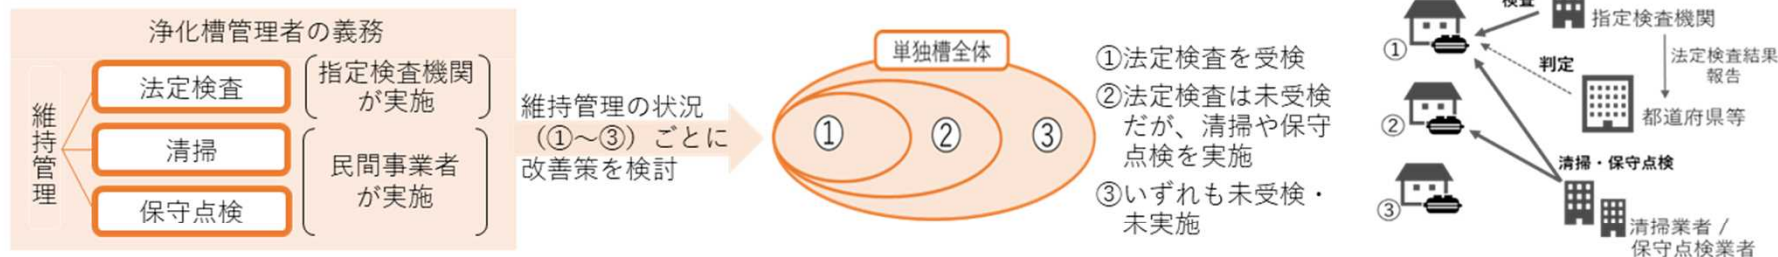 浄化槽管理者の義務
維持管理
法定検査
指定検査機関
が実施
清掃
保守点検
民間事業者
が実施
維持管理の状況
（①～③）ごとに
改善策を検討
単独槽全体
①
②
③
①法定検査を受検
②法定検査は未受検
だが、清掃や保守
点検を実施
③いずれも未受検・
未実施
検査
指定検査機関
①
法定検査結果
報告
判定
都道府県等
②
清掃・保守点検
③
清掃業者 /
保守点検業者